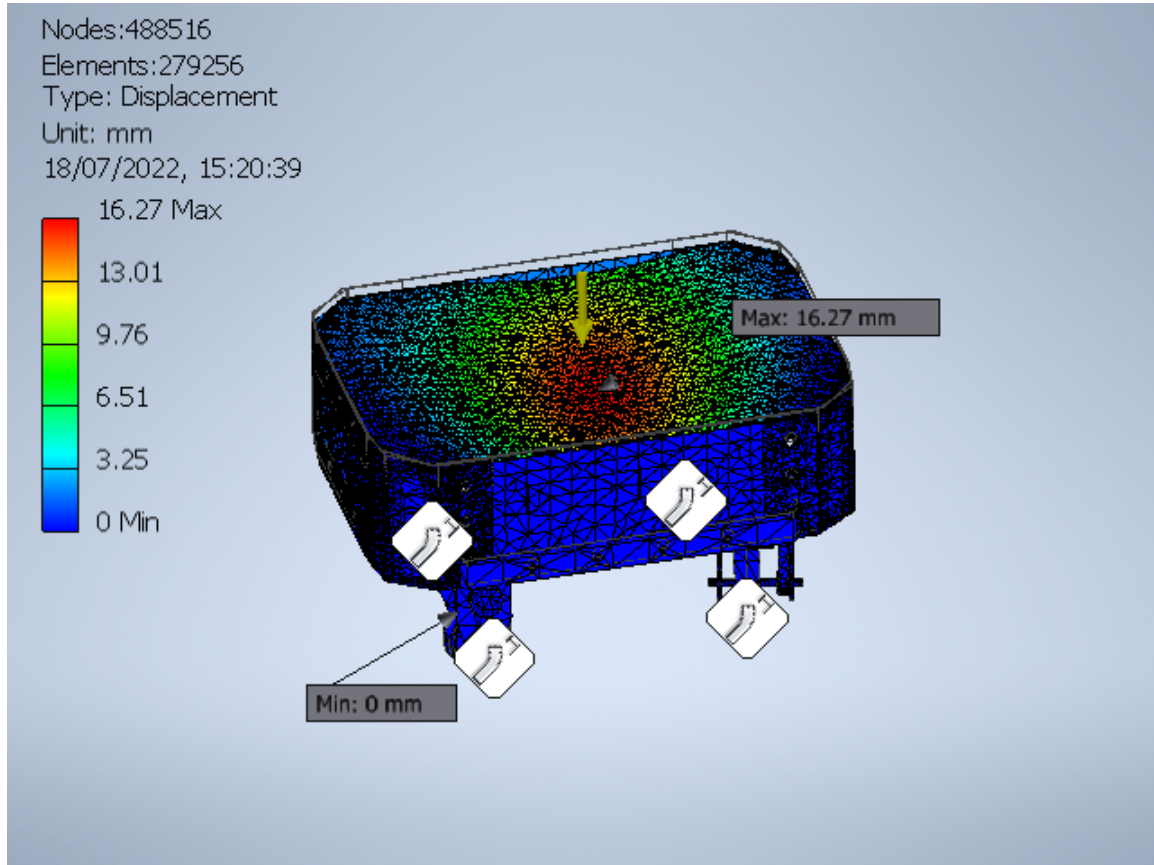 Nodes:488516
Elements:279256
Type: Displacement
Unit: mm
18/07/2022, 15:20:39
16.27 Max
13.01
9.76
6.51
3.25
0 Min
Max: 16.27 mm
Min: 0 mm